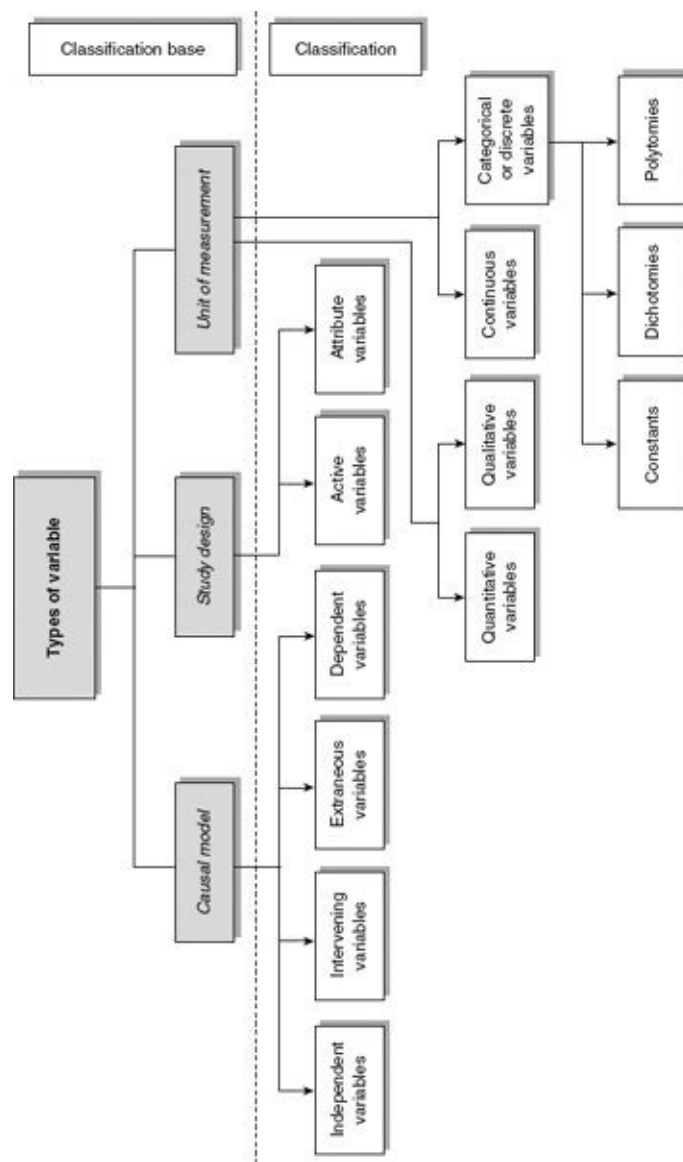 Types of variable
Classification base
Causal model
Study design
Unit of measurement
Classification
Independent
variables
Intervening
variables
Extraneous
variables
Dependent
variables
Active
variables
Attribute
variables
Quantitative
variables
Qualitative
variables
Continuous
variables
Categorical
or discrete
variables
Constants
Dichotomies
Polytomies